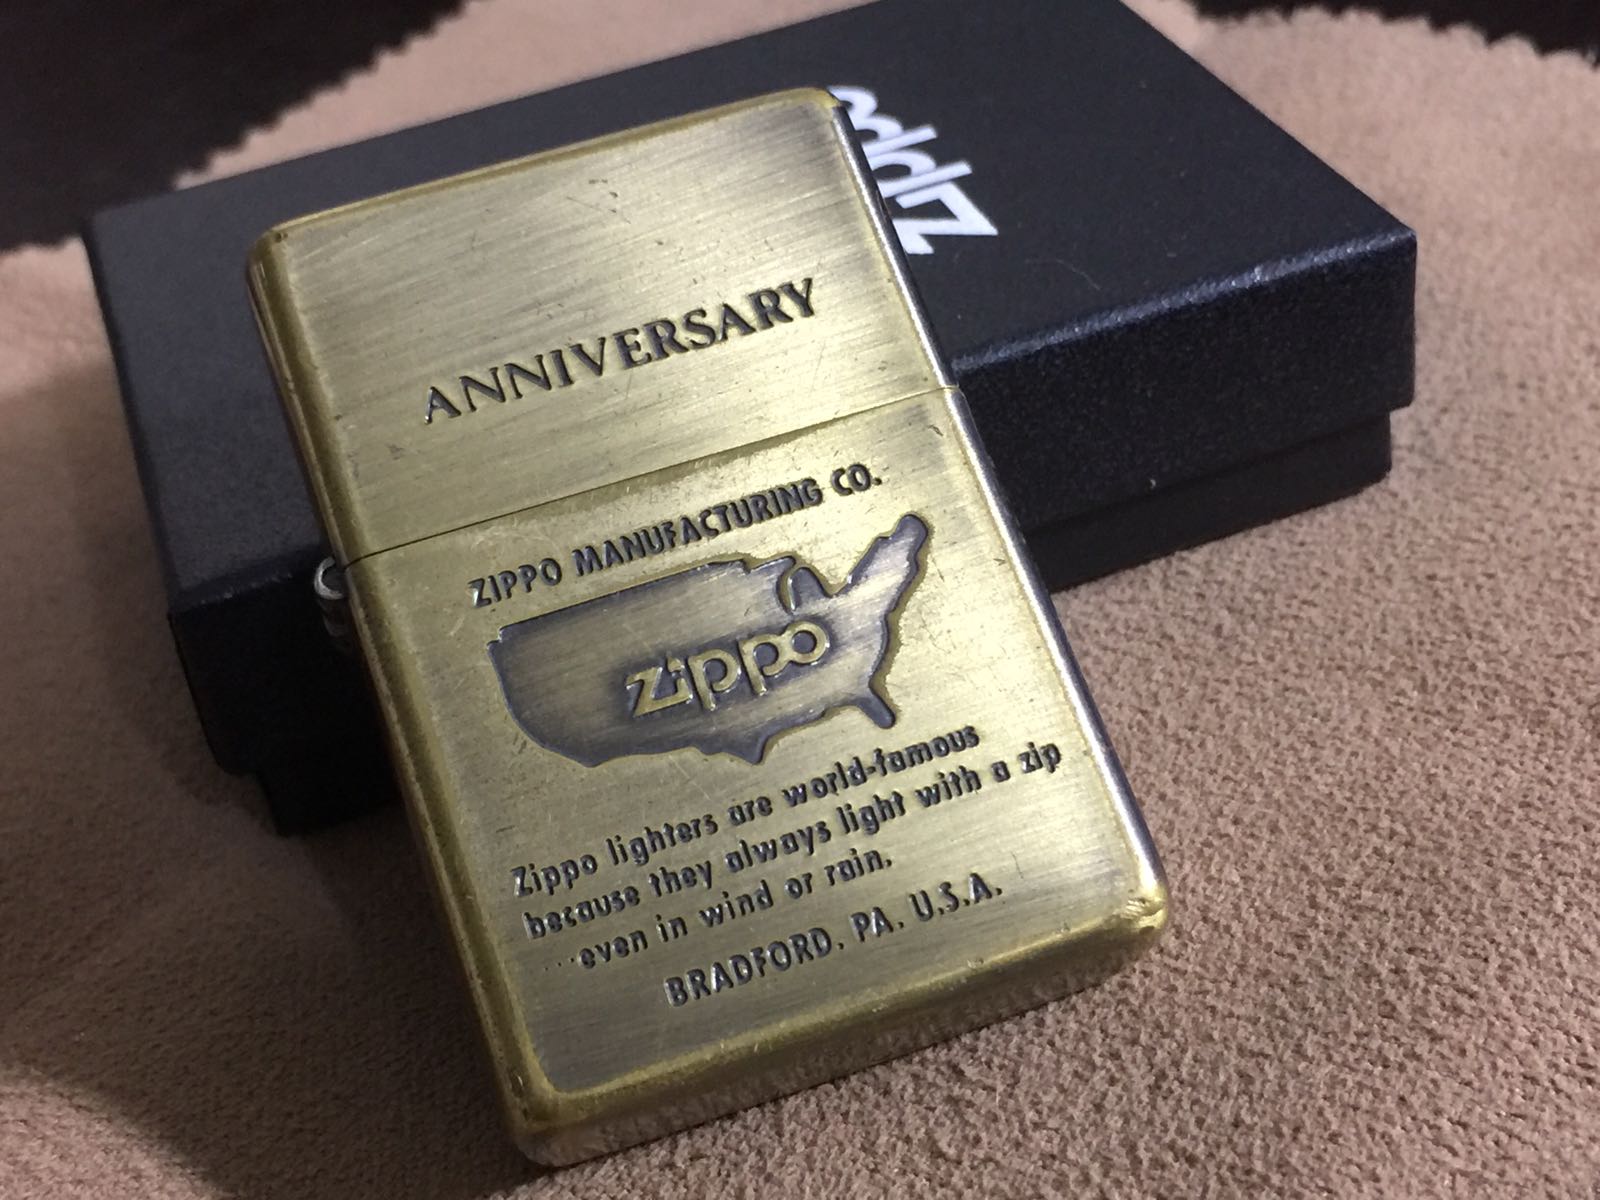 zippo
ANNIVERSARY
ZIPPO MANUFACTURING CO.
zippo
Zippo lighters are world-famous
because they always light with a zip
...even in wind or rain.
BRADFORD. PA. U.S.A.